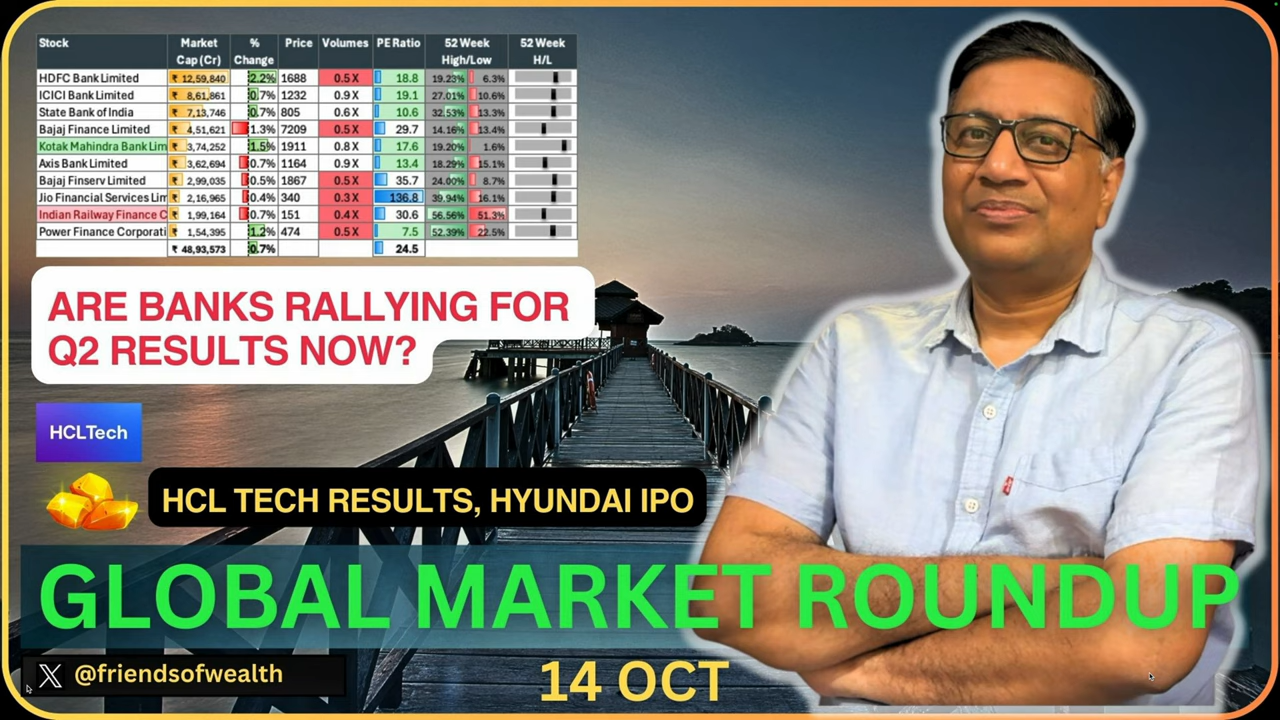 Stock Market Cap (Cr) % Change Price Volumes PE Ratio 52 Week High/Low 52 Week H/L
HDFC Bank Limited ₹ 12,59,840 2.2% 1688 0.5 X 18.8 19.23% 6.3%
ICICI Bank Limited ₹ 8,61,861 0.7% 1232 0.9 X 19.1 27.01% 10.6%
State Bank of India ₹ 7,13,746 0.7% 805 0.6 X 10.6 32.53% 13.3%
Bajaj Finance Limited ₹ 4,51,621 1.3% 7209 0.5 X 29.7 14.16% 13.4%
Kotak Mahindra Bank Lim ₹ 3,74,252 1.5% 1911 0.8 X 17.6 19.20% 1.6%
Axis Bank Limited ₹ 3,62,694 0.7% 1164 0.9 X 13.4 18.29% 15.1%
Bajaj Finserv Limited ₹ 2,99,035 0.5% 1867 0.5 X 35.7 24.00% 8.7%
Jio Financial Services Lim ₹ 2,16,965 0.4% 340 0.3 X 136.8 39.94% 16.1%
Indian Railway Finance C ₹ 1,99,164 0.7% 151 0.4 X 30.6 56.56% 51.3%
Power Finance Corporati ₹ 1,54,395 1.2% 474 0.5 X 7.5 52.39% 22.5%
₹ 48,93,573 0.7% 24.5
ARE BANKS RALLYING FOR
Q2 RESULTS NOW?
HCLTech
HCL TECH RESULTS, HYUNDAI IPO
GLOBAL MARKET ROUNDUP
X @friendsofwealth
14 OCT